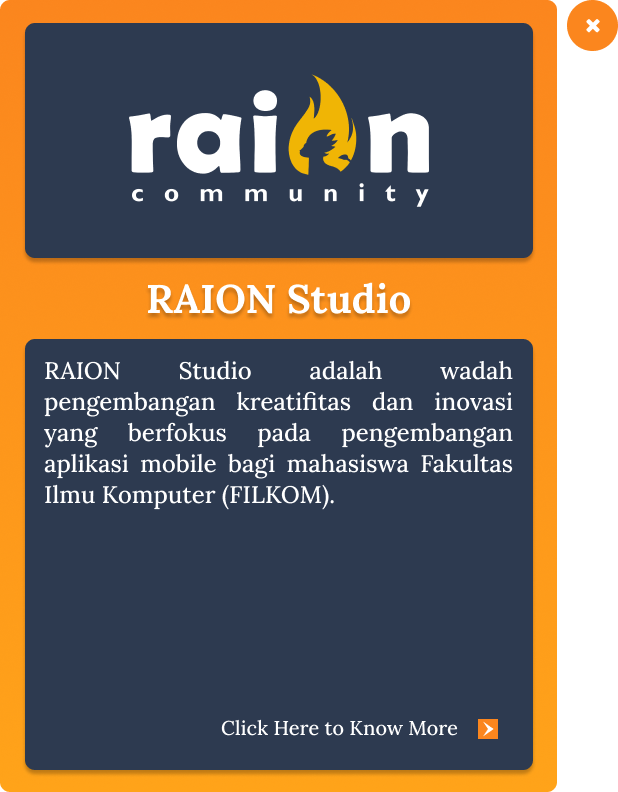 raion
community
RAION Studio
RAION Studio adalah wadah
pengembangan kreatifitas dan inovasi
yang berfokus pada pengembangan
aplikasi mobile bagi mahasiswa Fakultas
Ilmu Komputer (FILKOM).
Click Here to Know More